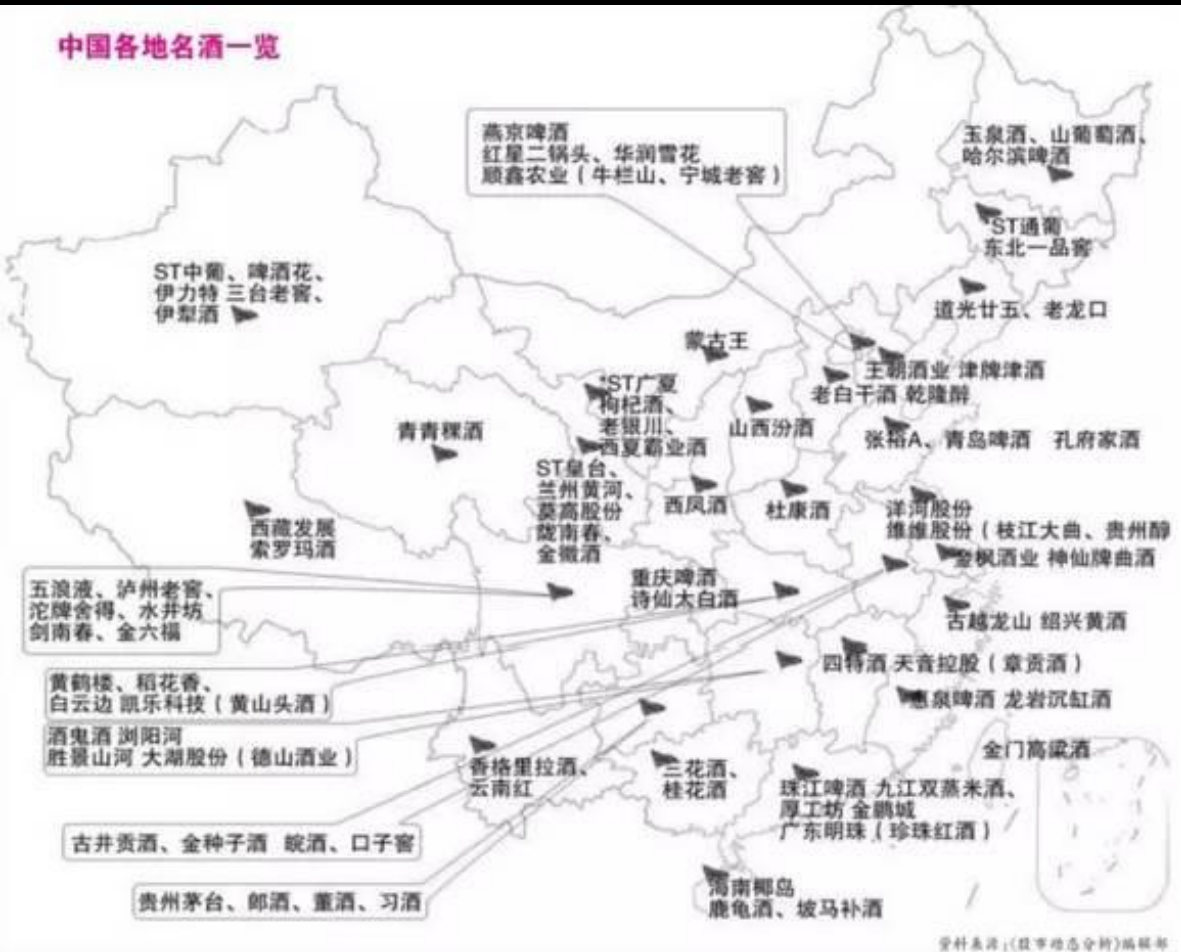 中国各地名酒一览
燕京啤酒
红星二锅头、华润雪花
顺鑫农业（牛栏山、宁城老窖）
玉泉酒、山葡萄酒、
哈尔滨啤酒
*ST通葡
东北一品窖
道光廿五、老龙口
ST中葡、啤酒花、
伊力特 三台老窖、
伊犁酒
蒙古王
王朝酒业 津牌津酒
老白干酒 乾隆醉
*ST广夏
枸杞酒、
老银川、
西夏霸业酒
山西汾酒
张裕A、青岛啤酒 孔府家酒
青青稞酒
ST皇台、
兰州黄河、
莫高股份
陇南春、
金徽酒
西凤酒
杜康酒
洋河股份
维维股份（枝江大曲、贵州醇
西藏发展
索罗玛酒
金枫酒业 神仙牌曲酒
五浪液、泸州老窖、
沱牌舍得、水井坊
剑南春、金六福
重庆啤酒
诗仙太白酒
古越龙山 绍兴黄酒
黄鹤楼、稻花香、
白云边 凯乐科技（黄山头酒）
四特酒 天音控股（章贡酒）
惠泉啤酒 龙岩沉缸酒
酒鬼酒 浏阳河
胜景山河 大湖股份（德山酒业）
金门高梁酒
香格里拉酒、
云南红
三花酒、
桂花酒
珠江啤酒 九江双蒸米酒、
厚工坊 金鹏城
广东明珠（珍珠红酒）
古井贡酒、金种子酒 皖酒、口子窖
贵州茅台、郎酒、董酒、习酒
海南椰岛
鹿龟酒、坡马补酒
资料来源：《股市动态分析》编辑部